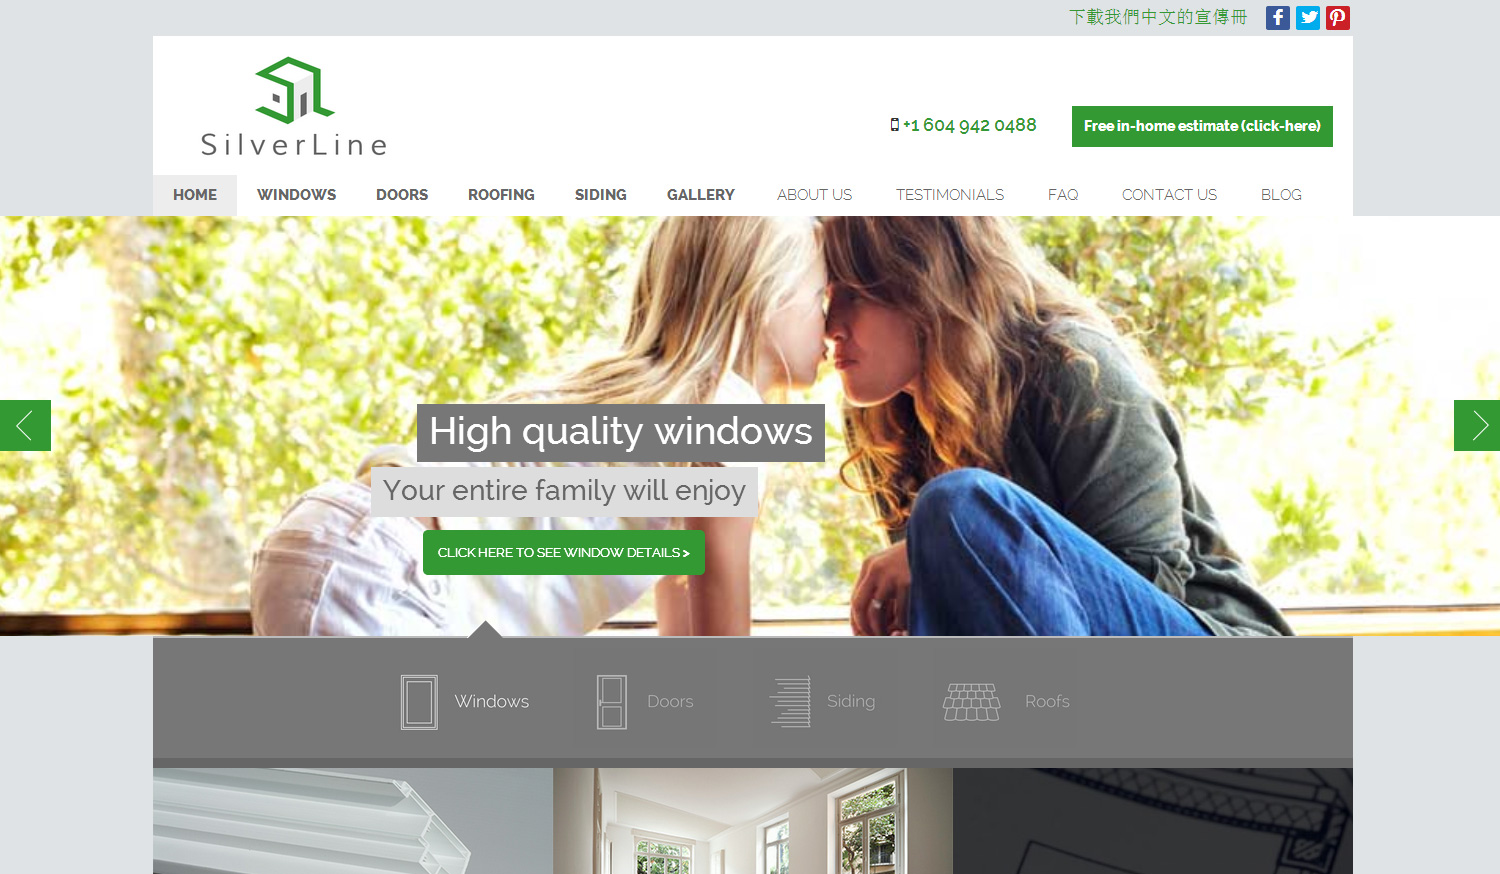 下載我們中文的宣傳冊
SilverLine
+1 604 942 0488
Free in-home estimate (click-here)
HOME WINDOWS DOORS ROOFING SIDING GALLERY ABOUT US TESTIMONIALS FAQ CONTACT US BLOG
High quality windows
Your entire family will enjoy
CLICK HERE TO SEE WINDOW DETAILS >
Windows Doors Siding Roofs